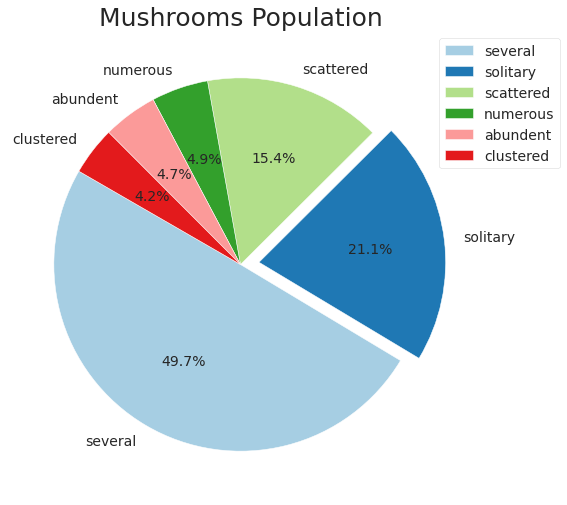 Mushrooms Population
several
solitary
scattered
numerous
abundent
clustered
scattered
numerous
abundent
clustered
15.4%
4.9%
4.7%
4.2%
solitary
21.1%
49.7%
several